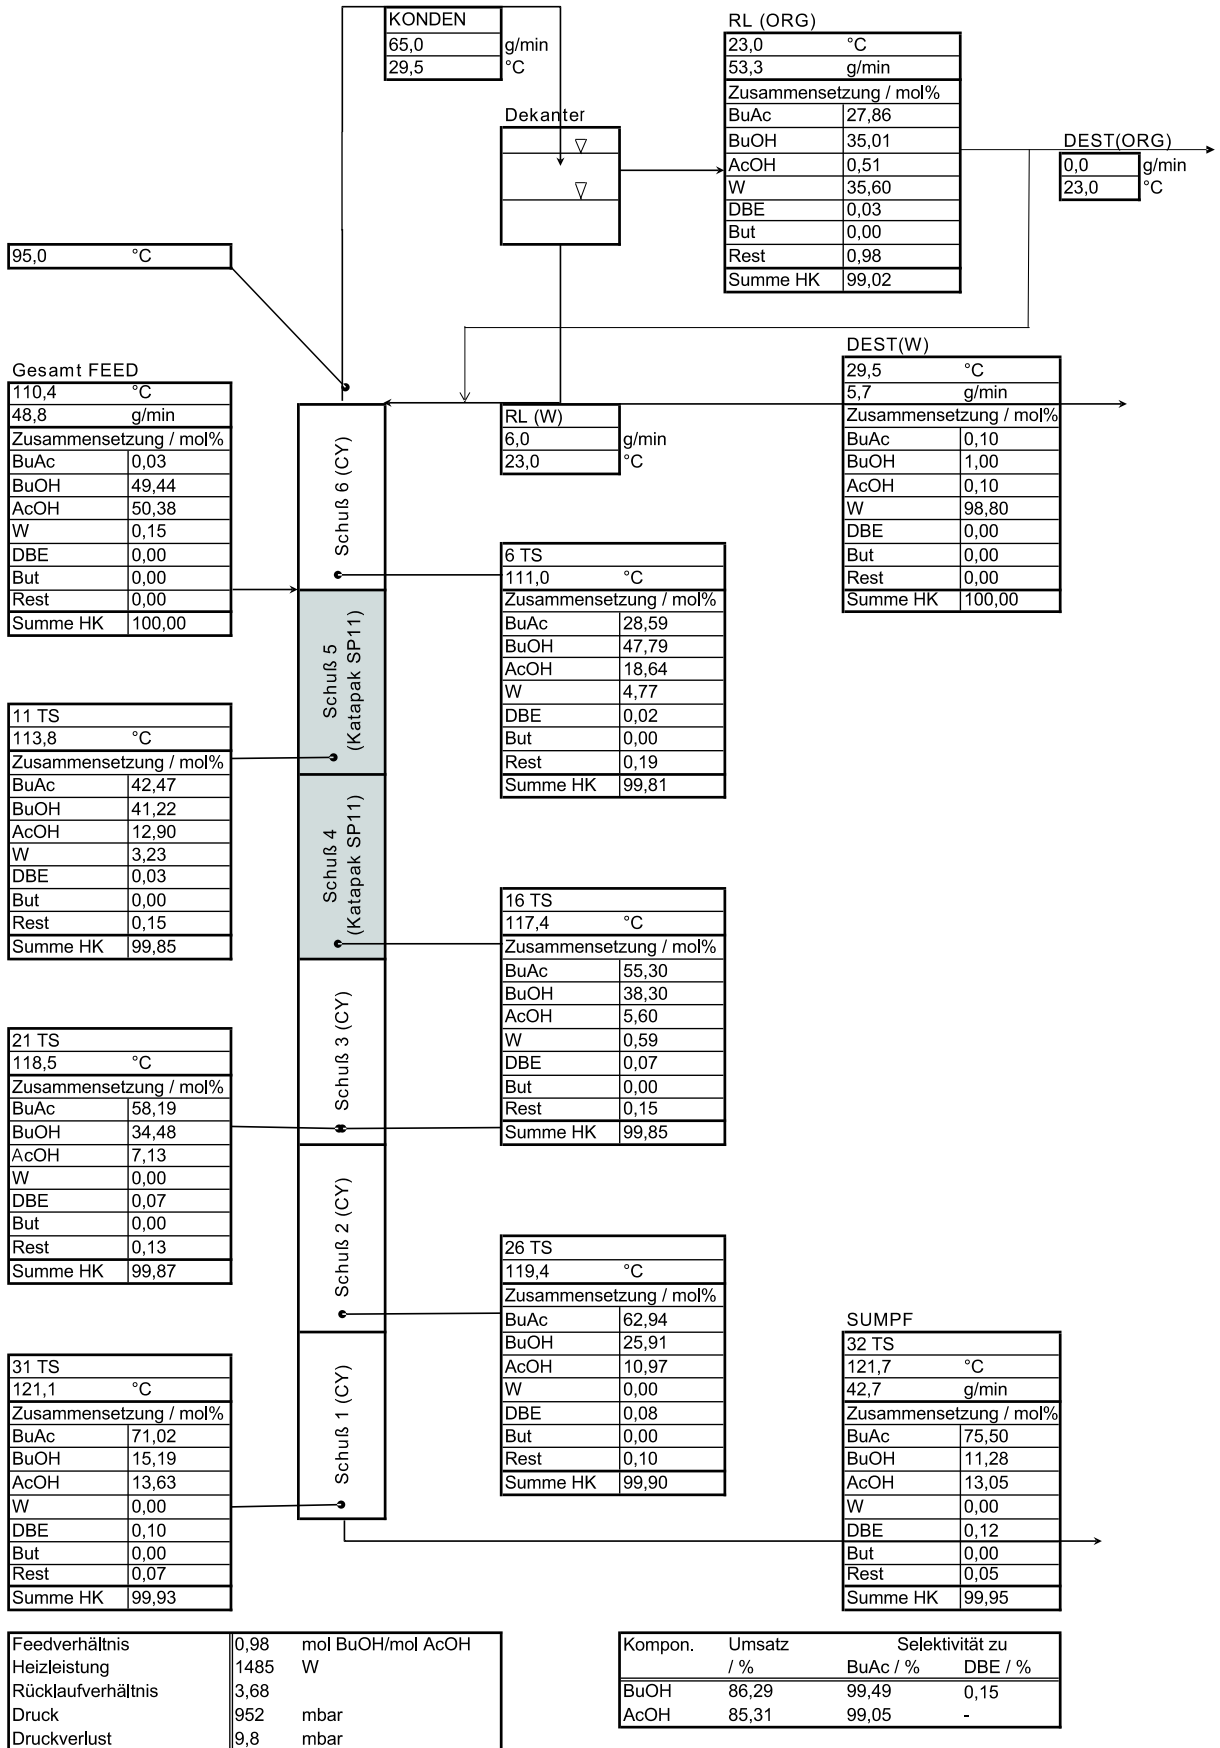 KONDEN
65,0 g/min
29,5 °C
RL (ORG)
23,0 °C
53,3 g/min
Zusammensetzung / mol%
BuAc 27,86
BuOH 35,01
AcOH 0,51
W 35,60
DBE 0,03
But 0,00
Rest 0,98
Summe HK 99,02
Dekanter
DEST(ORG)
0,0 g/min
23,0 °C
95,0 °C
Gesamt FEED
110,4 °C
48,8 g/min
Zusammensetzung / mol%
BuAc 0,03
BuOH 49,44
AcOH 50,38
W 0,15
DBE 0,00
But 0,00
Rest 0,00
Summe HK 100,00
DEST(W)
29,5 °C
5,7 g/min
Zusammensetzung / mol%
BuAc 0,10
BuOH 1,00
AcOH 0,10
W 98,80
DBE 0,00
But 0,00
Rest 0,00
Summe HK 100,00
RL (W)
6,0 g/min
23,0 °C
Schuß 6 (CY)
6 TS
111,0 °C
Zusammensetzung / mol%
BuAc 28,59
BuOH 47,79
AcOH 18,64
W 4,77
DBE 0,02
But 0,00
Rest 0,19
Summe HK 99,81
Schuß 5
(Katapak SP11)
11 TS
113,8 °C
Zusammensetzung / mol%
BuAc 42,47
BuOH 41,22
AcOH 12,90
W 3,23
DBE 0,03
But 0,00
Rest 0,15
Summe HK 99,85
Schuß 4
(Katapak SP11)
16 TS
117,4 °C
Zusammensetzung / mol%
BuAc 55,30
BuOH 38,30
AcOH 5,60
W 0,59
DBE 0,07
But 0,00
Rest 0,15
Summe HK 99,85
Schuß 3 (CY)
21 TS
118,5 °C
Zusammensetzung / mol%
BuAc 58,19
BuOH 34,48
AcOH 7,13
W 0,00
DBE 0,07
But 0,00
Rest 0,13
Summe HK 99,87
Schuß 2 (CY)
26 TS
119,4 °C
Zusammensetzung / mol%
BuAc 62,94
BuOH 25,91
AcOH 10,97
W 0,00
DBE 0,08
But 0,00
Rest 0,10
Summe HK 99,90
Schuß 1 (CY)
31 TS
121,1 °C
Zusammensetzung / mol%
BuAc 71,02
BuOH 15,19
AcOH 13,63
W 0,00
DBE 0,10
But 0,00
Rest 0,07
Summe HK 99,93
SUMPF
32 TS
121,7 °C
42,7 g/min
Zusammensetzung / mol%
BuAc 75,50
BuOH 11,28
AcOH 13,05
W 0,00
DBE 0,12
But 0,00
Rest 0,05
Summe HK 99,95
Feedverhältnis 0,98 mol BuOH/mol AcOH
Heizleistung 1485 W
Rücklaufverhältnis 3,68
Druck 952 mbar
Druckverlust 9,8 mbar
Kompon. Umsatz Selektivität zu
/ % BuAc / % DBE / %
BuOH 86,29 99,49 0,15
AcOH 85,31 99,05 -